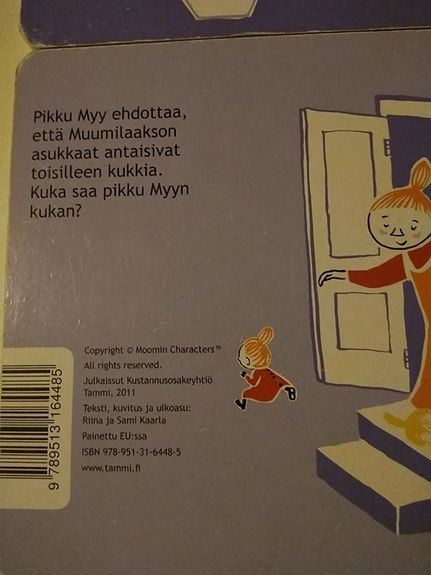 Pikku Myy ehdottaa,
että Muumilaakson
asukkaat antaisivat
toisilleen kukkia.
Kuka saa pikku Myyn
kukan?
Copyright © Moomin Characters™
All rights reserved.
Julkaissut Kustannusosakeyhtiö
Tammi, 2011
Teksti, kuvitus ja ulkoasu:
Riina ja Sami Kaarla
Painettu EU:ssa
ISBN 978-951-31-6448-5
www.tammi.fi
9 789513 164485